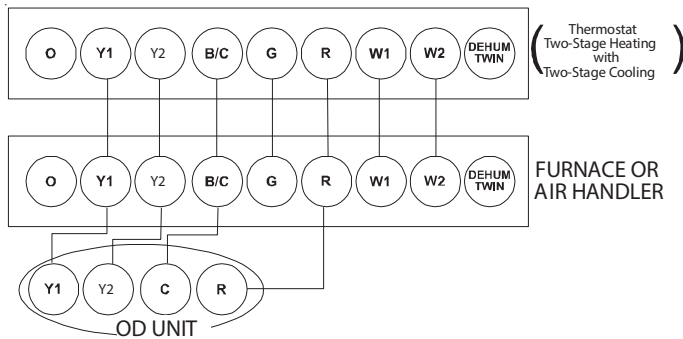 O Y1 Y2 B/C G R W1 W2 DEHUM TWIN
( Thermostat
Two-Stage Heating
with
Two-Stage Cooling )
O Y1 Y2 B/C G R W1 W2 DEHUM TWIN
FURNACE OR
AIR HANDLER
Y1 Y2 C R
OD UNIT